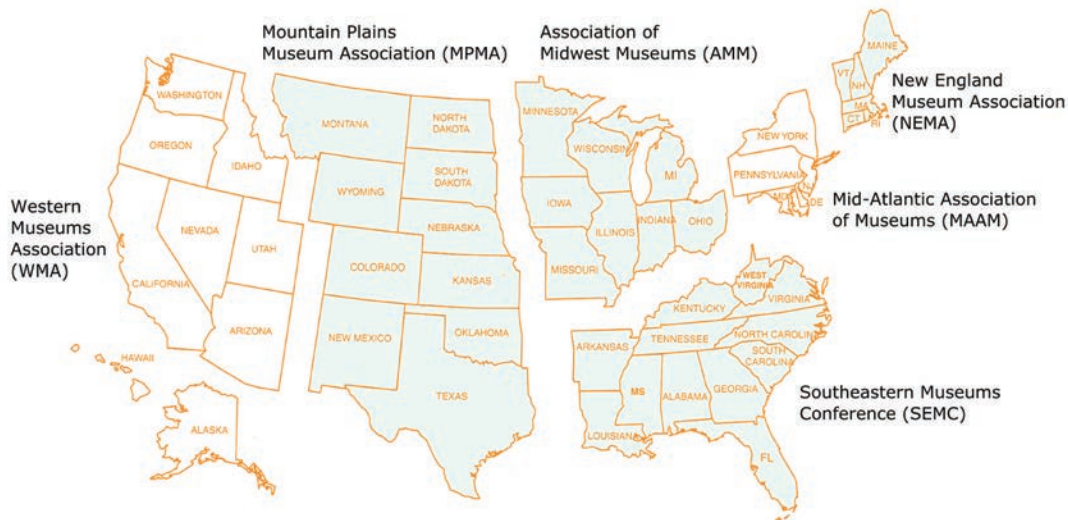 Mountain Plains
Museum Association (MPMA)
Association of
Midwest Museums (AMM)
New England
Museum Association
(NEMA)
Mid-Atlantic Association
of Museums (MAAM)
Southeastern Museums
Conference (SEMC)
Western
Museums
Association
(WMA)
WASHINGTON
OREGON
IDAHO
NEVADA
UTAH
CALIFORNIA
ARIZONA
HAWAII
ALASKA
MONTANA
NORTH
DAKOTA
WYOMING
SOUTH
DAKOTA
NEBRASKA
COLORADO
KANSAS
NEW MEXICO
OKLAHOMA
TEXAS
MINNESOTA
WISCONSIN
MI
IOWA
ILLINOIS
INDIANA
OHIO
MISSOURI
MAINE
VT
NH
MA
CT
RI
NEW YORK
PENNSYLVANIA
MD
DE
WEST
VIRGINIA
VIRGINIA
KENTUCKY
TENNESSEE
NORTH CAROLINA
SOUTH
CAROLINA
ARKANSAS
MS
ALABAMA
GEORGIA
LOUISIANA
FL